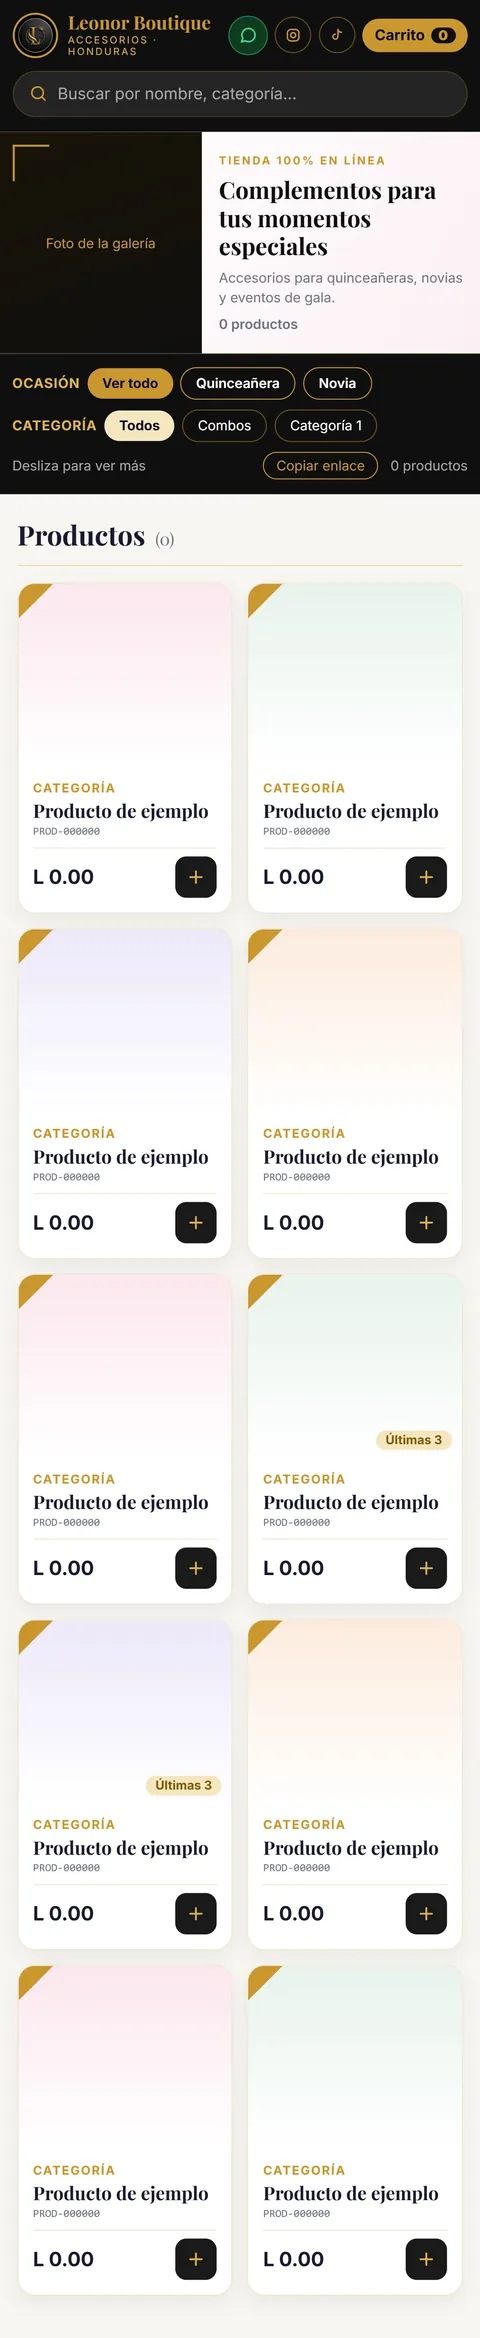 Leonor Boutique
ACCESORIOS ·
HONDURAS
Carrito 0
Buscar por nombre, categoría...
Foto de la galería
TIENDA 100% EN LÍNEA
Complementos para
tus momentos
especiales
Accesorios para quinceañeras, novias
y eventos de gala.
0 productos
OCASIÓN Ver todo Quinceañera Novia
CATEGORÍA Todos Combos Categoría 1
Desliza para ver más Copiar enlace 0 productos
Productos (0)
CATEGORÍA
Producto de ejemplo
PROD-000000
L 0.00
CATEGORÍA
Producto de ejemplo
PROD-000000
L 0.00
CATEGORÍA
Producto de ejemplo
PROD-000000
L 0.00
CATEGORÍA
Producto de ejemplo
PROD-000000
L 0.00
CATEGORÍA
Producto de ejemplo
PROD-000000
L 0.00
Últimas 3
CATEGORÍA
Producto de ejemplo
PROD-000000
L 0.00
Últimas 3
CATEGORÍA
Producto de ejemplo
PROD-000000
L 0.00
CATEGORÍA
Producto de ejemplo
PROD-000000
L 0.00
CATEGORÍA
Producto de ejemplo
PROD-000000
L 0.00
CATEGORÍA
Producto de ejemplo
PROD-000000
L 0.00